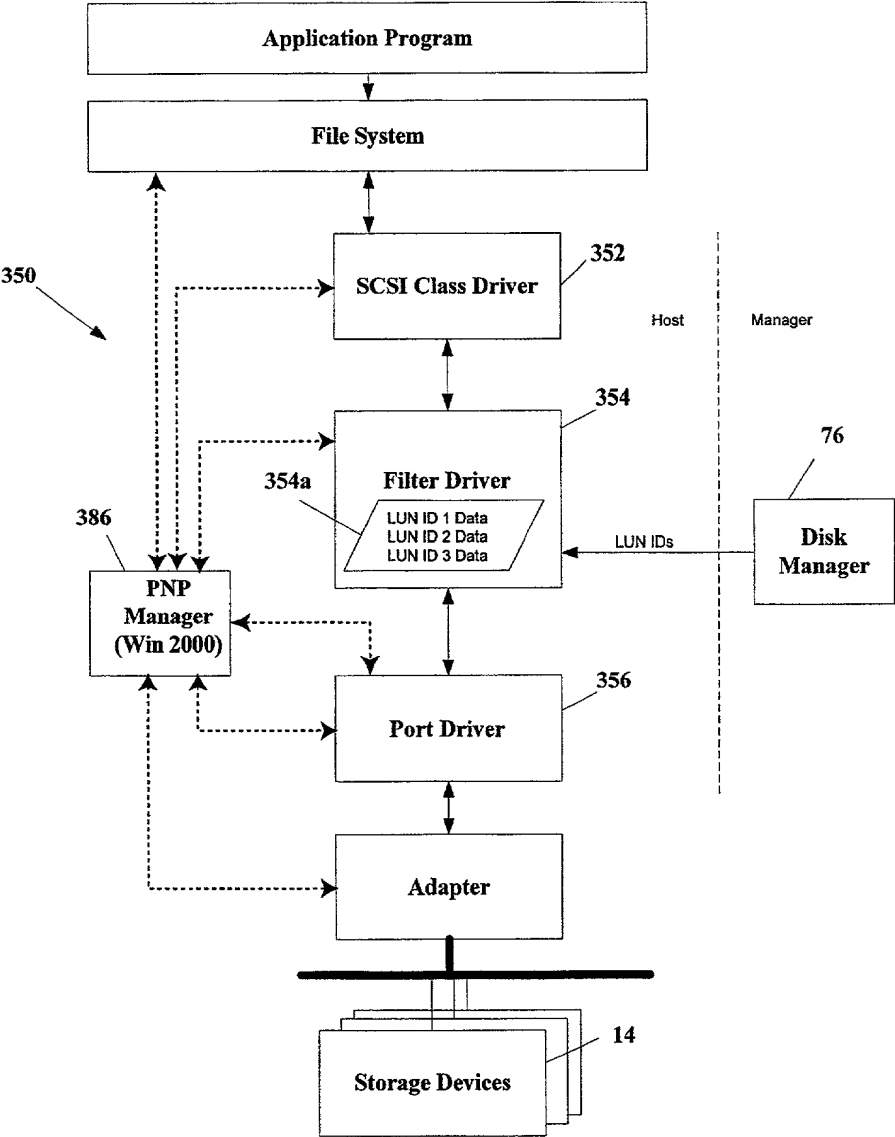 Application Program
File System
350
SCSI Class Driver
352
Host
Manager
354
354a
Filter Driver
LUN ID 1 Data
LUN ID 2 Data
LUN ID 3 Data
LUN IDs
76
Disk
Manager
386
PNP
Manager
(Win 2000)
356
Port Driver
Adapter
14
Storage Devices